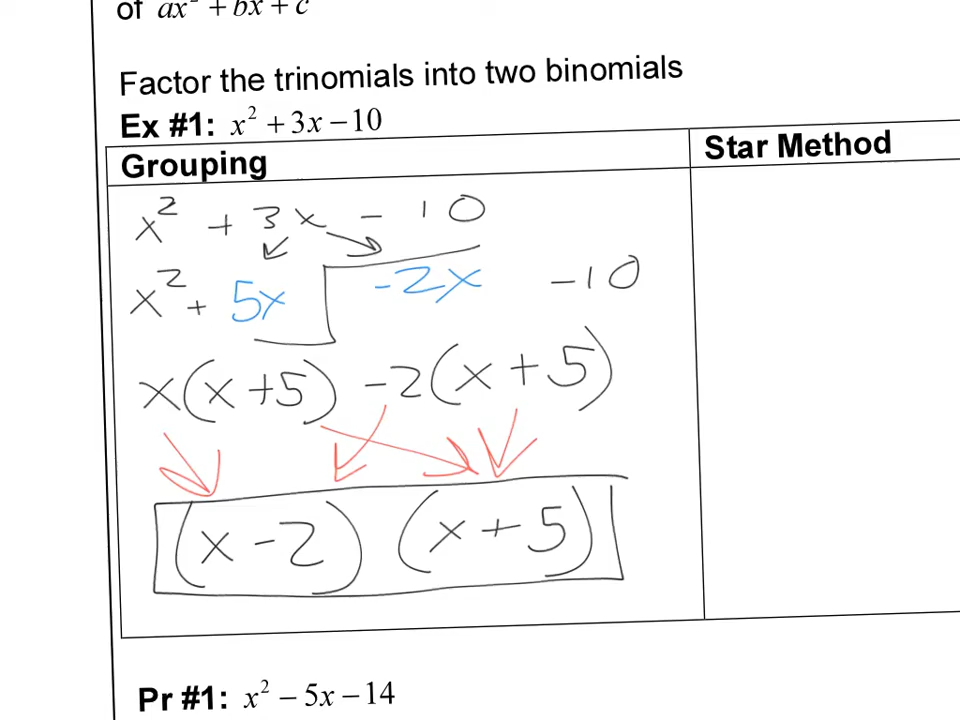 of ax² + bx + c
Factor the trinomials into two binomials
Ex #1: x² + 3x − 10
Grouping
Star Method
x² + 3x − 10
x² + 5x −2x −10
x(x+5) −2(x+5)
(x−2) (x+5)
Pr #1: x² − 5x − 14